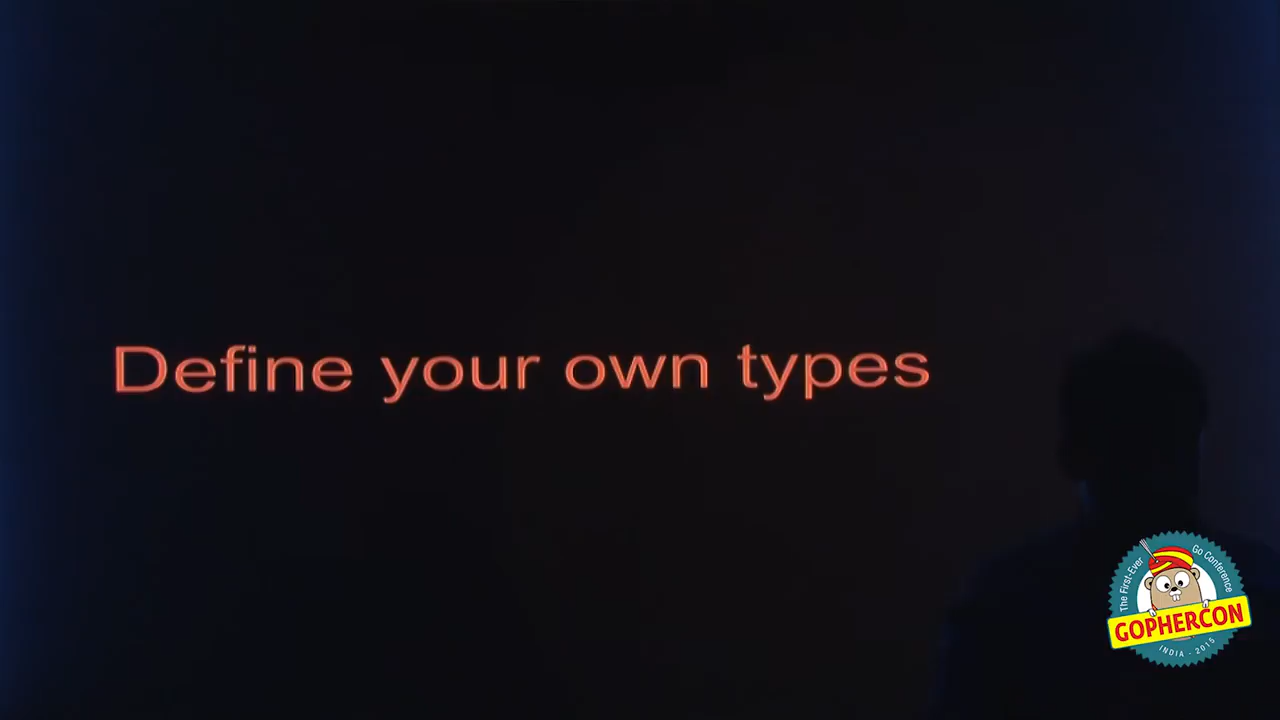 Define your own types
The First-Ever Go Conference
GOPHERCON
INDIA - 2015